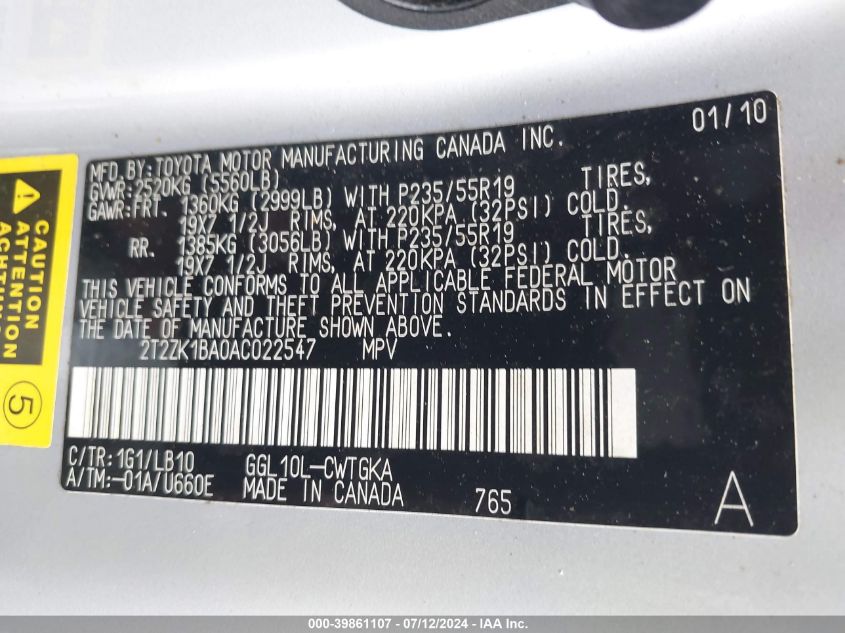 01/10
MFD.BY:TOYOTA MOTOR MANUFACTURING CANADA INC.
GVWR:2520KG (5560LB)
GAWR:FRT. 1360KG (2999LB) WITH P235/55R19 TIRES,
19X7 1/2J RIMS, AT 220KPA (32PSI) COLD.
RR. 1385KG (3056LB) WITH P235/55R19 TIRES,
19X7 1/2J RIMS, AT 220KPA (32PSI) COLD.
THIS VEHICLE CONFORMS TO ALL APPLICABLE FEDERAL MOTOR
VEHICLE SAFETY AND THEFT PREVENTION STANDARDS IN EFFECT ON
THE DATE OF MANUFACTURE SHOWN ABOVE.
2T2ZK1BA0AC022547 MPV
C/TR:1G1/LB10 GGL10L-CWTGKA
A/TM:-01A/U660E MADE IN CANADA 765 A
CAUTION
ATTENTION
ACHTUNG
5
000-39861107 - 07/12/2024 - IAA Inc.